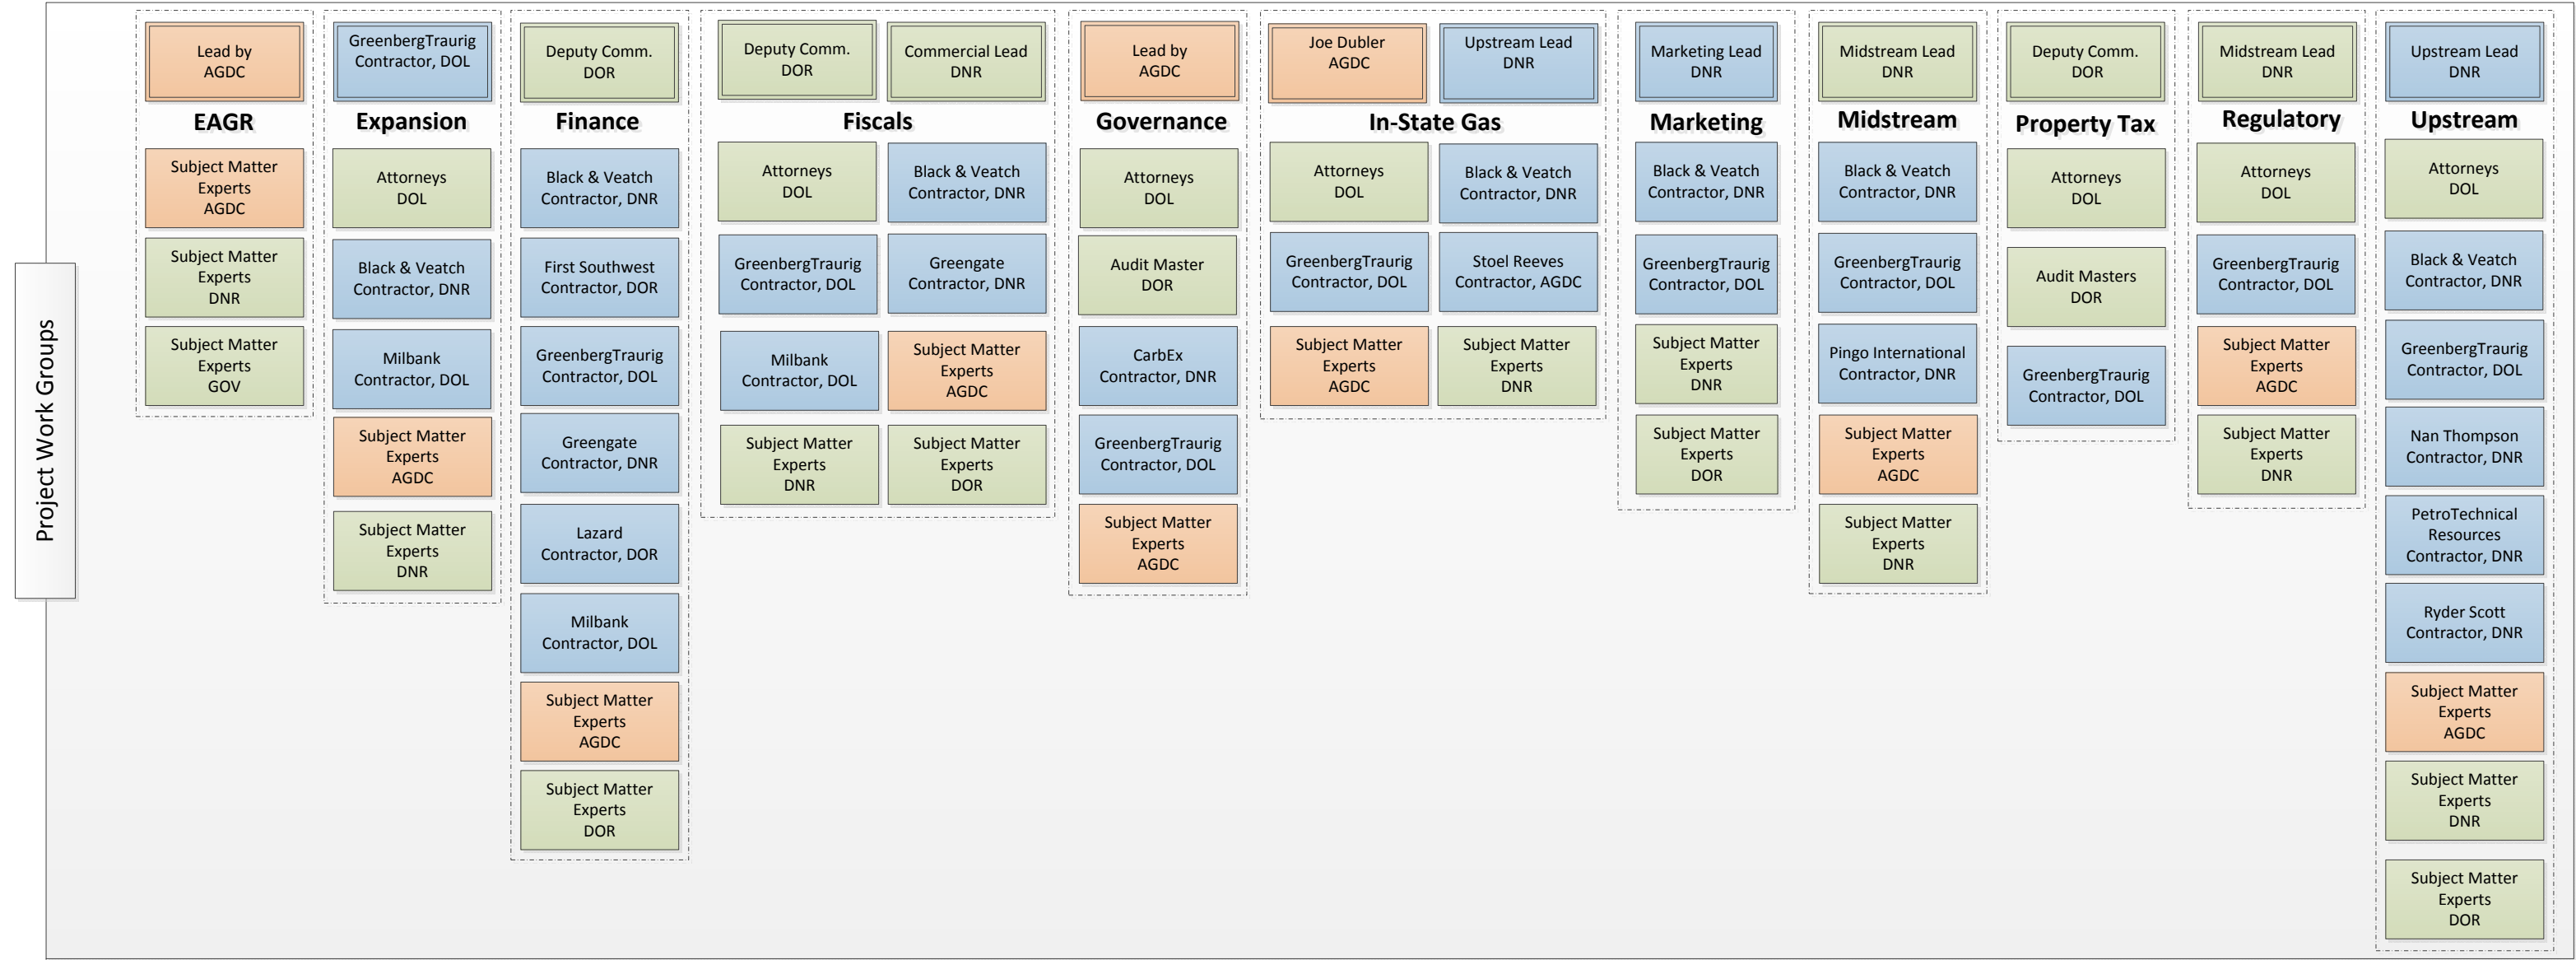 Project Work Groups
Lead by
AGDC
EAGR
Subject Matter
Experts
AGDC
Subject Matter
Experts
DNR
Subject Matter
Experts
GOV
GreenbergTraurig
Contractor, DOL
Expansion
Attorneys
DOL
Black & Veatch
Contractor, DNR
Milbank
Contractor, DOL
Subject Matter
Experts
AGDC
Subject Matter
Experts
DNR
Deputy Comm.
DOR
Finance
Black & Veatch
Contractor, DNR
First Southwest
Contractor, DOR
GreenbergTraurig
Contractor, DOL
Greengate
Contractor, DNR
Lazard
Contractor, DOR
Milbank
Contractor, DOL
Subject Matter
Experts
AGDC
Subject Matter
Experts
DOR
Deputy Comm.
DOR
Commercial Lead
DNR
Fiscals
Attorneys
DOL
Black & Veatch
Contractor, DNR
GreenbergTraurig
Contractor, DOL
Greengate
Contractor, DNR
Milbank
Contractor, DOL
Subject Matter
Experts
AGDC
Subject Matter
Experts
DNR
Subject Matter
Experts
DOR
Lead by
AGDC
Governance
Attorneys
DOL
Audit Master
DOR
CarbEx
Contractor, DNR
GreenbergTraurig
Contractor, DOL
Subject Matter
Experts
AGDC
Joe Dubler
AGDC
Upstream Lead
DNR
In-State Gas
Attorneys
DOL
Black & Veatch
Contractor, DNR
GreenbergTraurig
Contractor, DOL
Stoel Reeves
Contractor, AGDC
Subject Matter
Experts
AGDC
Subject Matter
Experts
DNR
Marketing Lead
DNR
Marketing
Black & Veatch
Contractor, DNR
GreenbergTraurig
Contractor, DOL
Subject Matter
Experts
DNR
Subject Matter
Experts
DOR
Midstream Lead
DNR
Midstream
Black & Veatch
Contractor, DNR
GreenbergTraurig
Contractor, DOL
Pingo International
Contractor, DNR
Subject Matter
Experts
AGDC
Subject Matter
Experts
DNR
Deputy Comm.
DOR
Property Tax
Attorneys
DOL
Audit Masters
DOR
GreenbergTraurig
Contractor, DOL
Midstream Lead
DNR
Regulatory
Attorneys
DOL
GreenbergTraurig
Contractor, DOL
Subject Matter
Experts
AGDC
Subject Matter
Experts
DNR
Upstream Lead
DNR
Upstream
Attorneys
DOL
Black & Veatch
Contractor, DNR
GreenbergTraurig
Contractor, DOL
Nan Thompson
Contractor, DNR
PetroTechnical
Resources
Contractor, DNR
Ryder Scott
Contractor, DNR
Subject Matter
Experts
AGDC
Subject Matter
Experts
DNR
Subject Matter
Experts
DOR